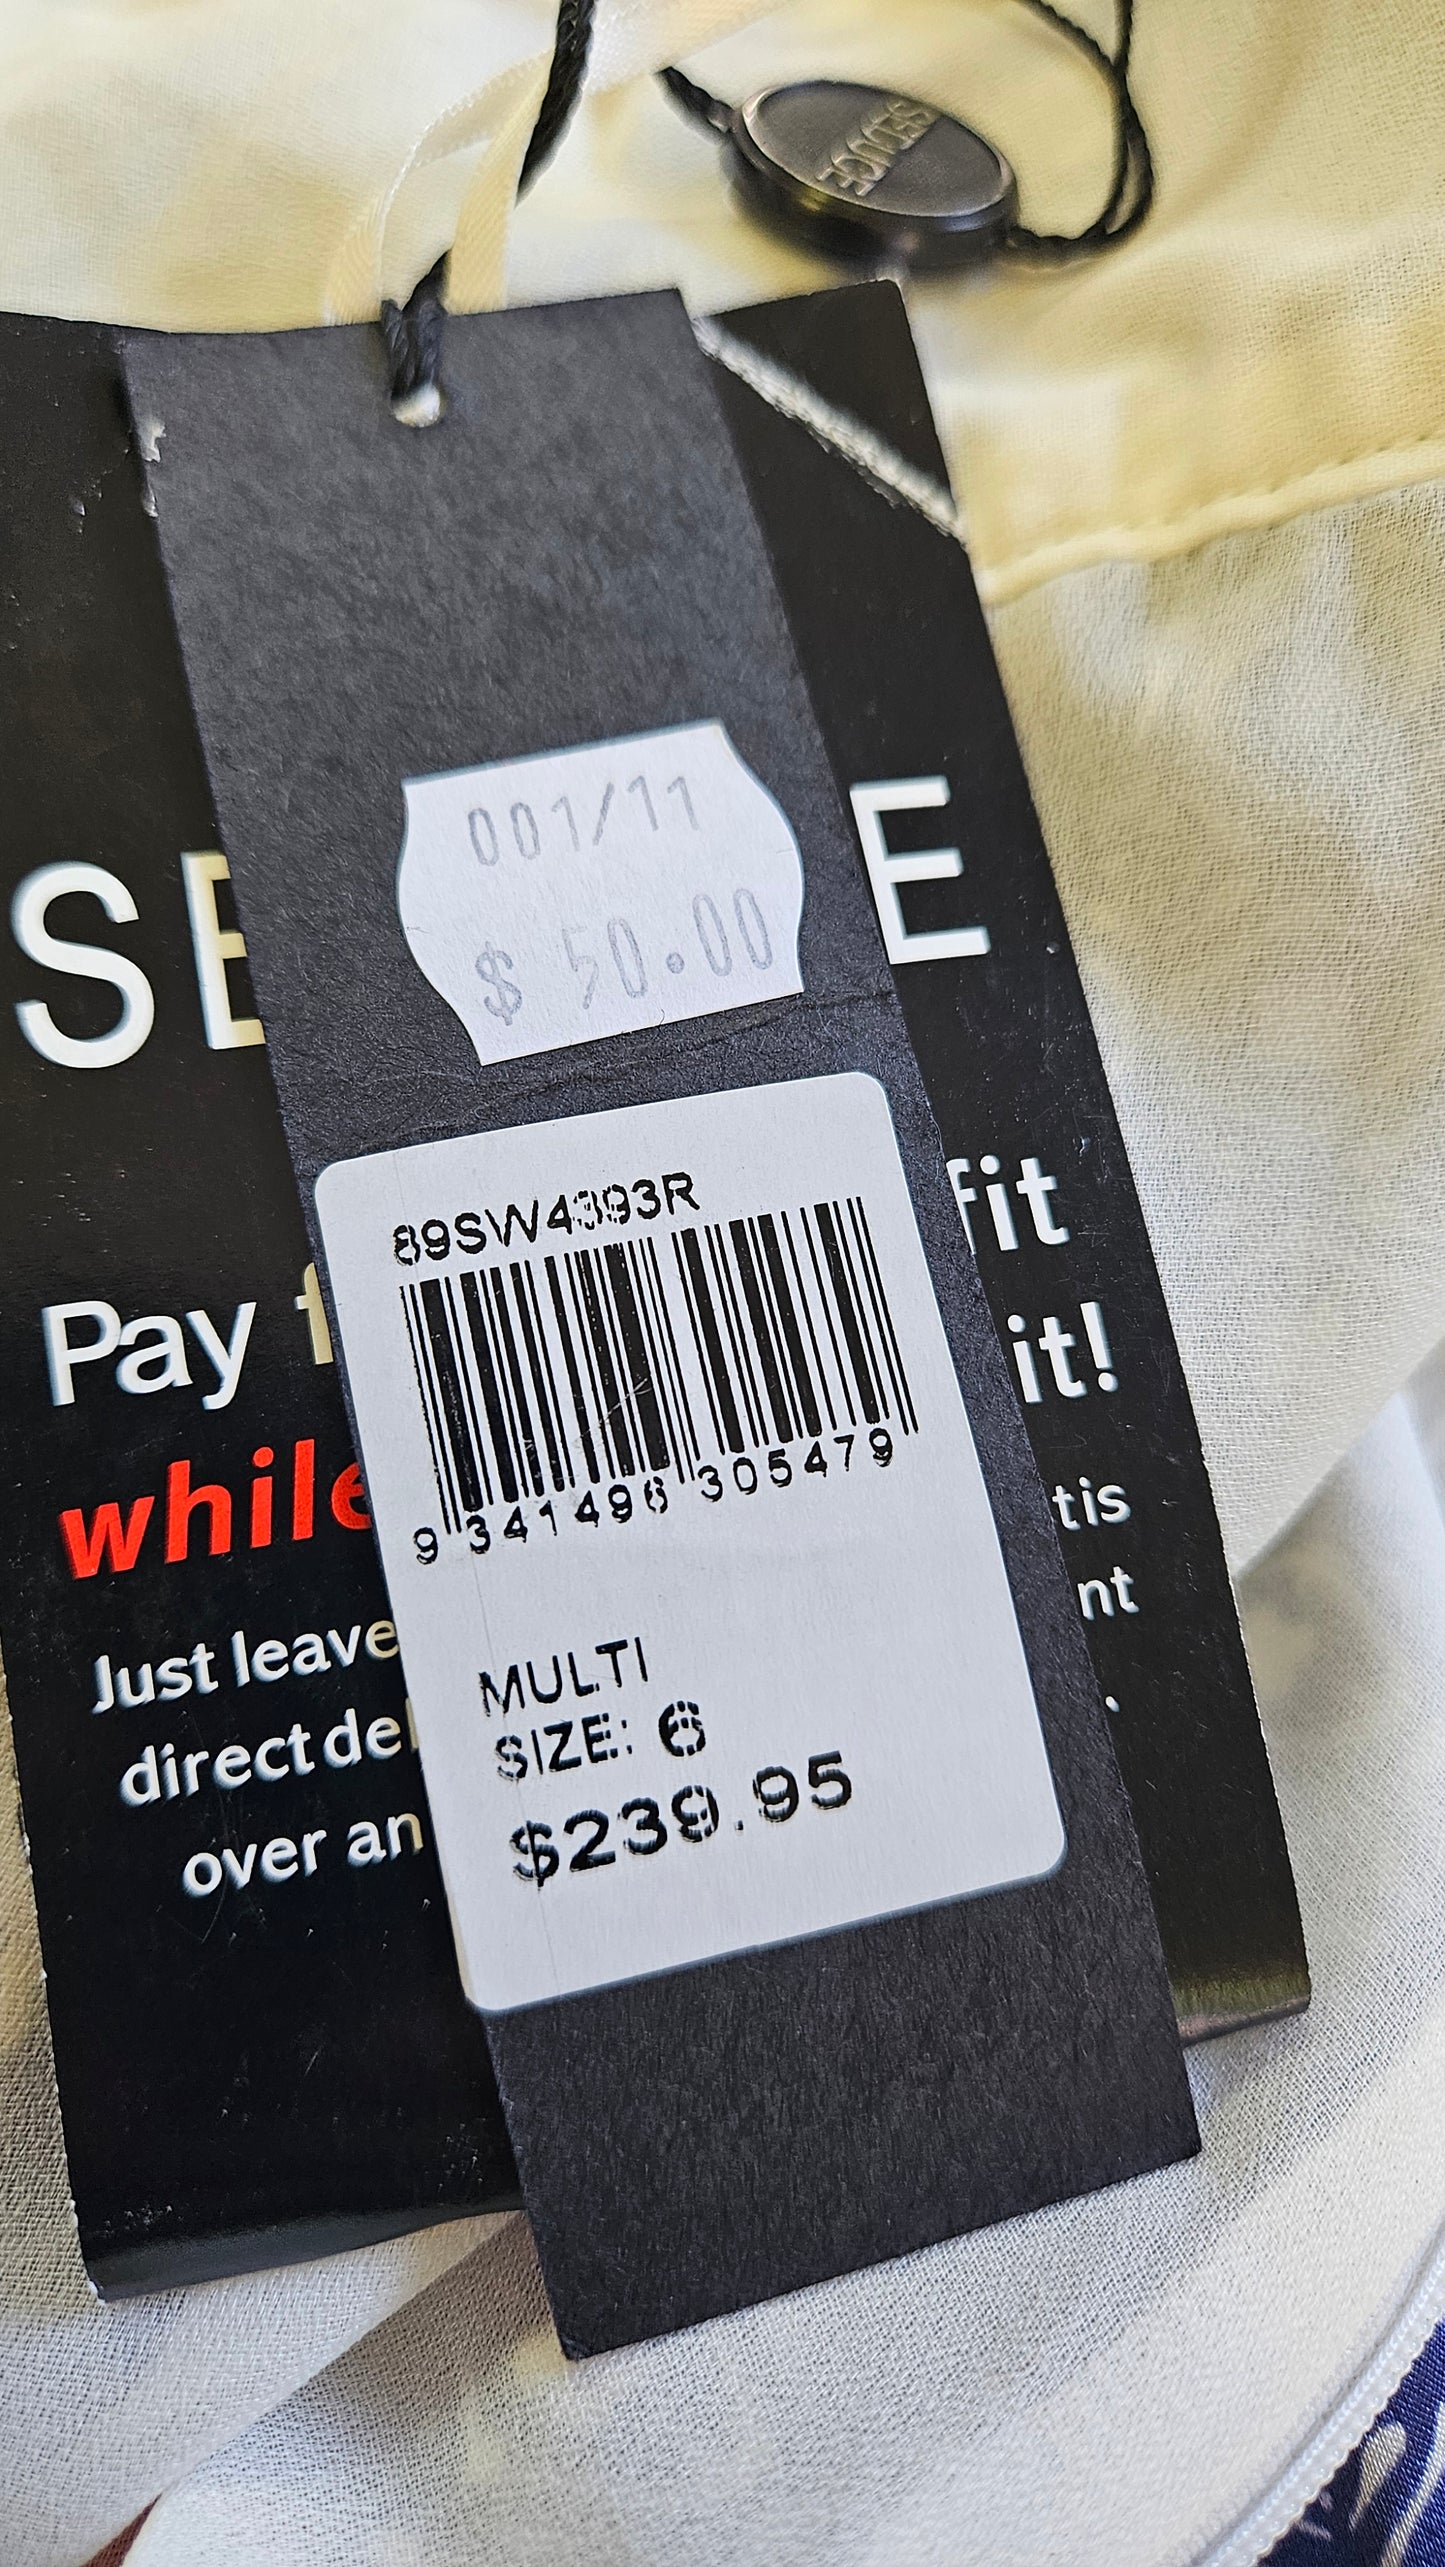 SEDUCE
001/11
$ 50.00
SE E
89SW4393R
9 341496 305479
MULTI
SIZE: 6
$239.95
Pay f fit
while it!
Just leave tis
direct de nt
over an .